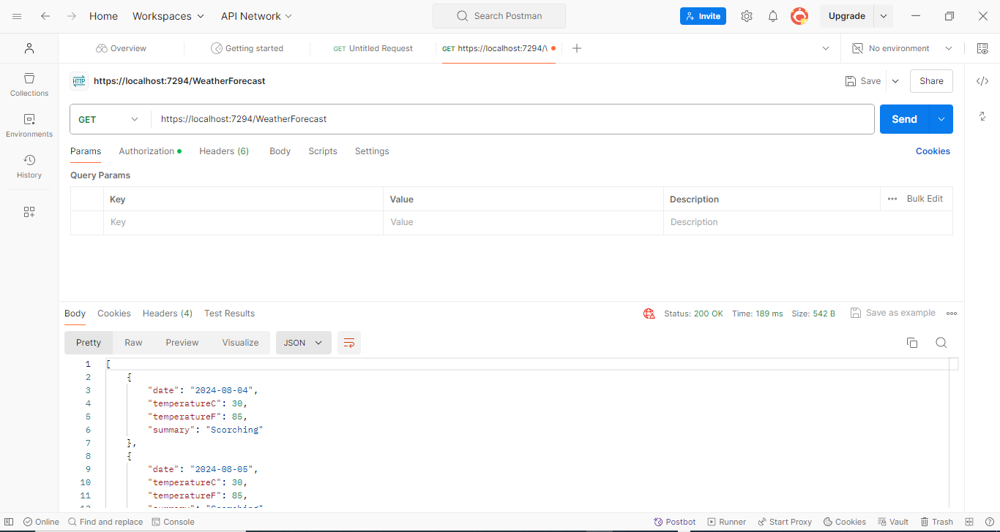 Home Workspaces API Network Search Postman Invite Upgrade
Overview Getting started GET Untitled Request GET https://localhost:7294/\ No environment
HTTP https://localhost:7294/WeatherForecast Save Share
Collections
GET https://localhost:7294/WeatherForecast Send
Environments
Params Authorization Headers (6) Body Scripts Settings Cookies
History
Query Params
Key Value Description Bulk Edit
Key Value Description
Body Cookies Headers (4) Test Results Status: 200 OK Time: 189 ms Size: 542 B Save as example
Pretty Raw Preview Visualize JSON
1 [
2 {
3 "date": "2024-08-04",
4 "temperatureC": 30,
5 "temperatureF": 85,
6 "summary": "Scorching"
7 },
8 {
9 "date": "2024-08-05",
10 "temperatureC": 30,
11 "temperatureF": 85,
12 "summary": "Scorching"
Online Find and replace Console Postbot Runner Start Proxy Cookies Vault Trash